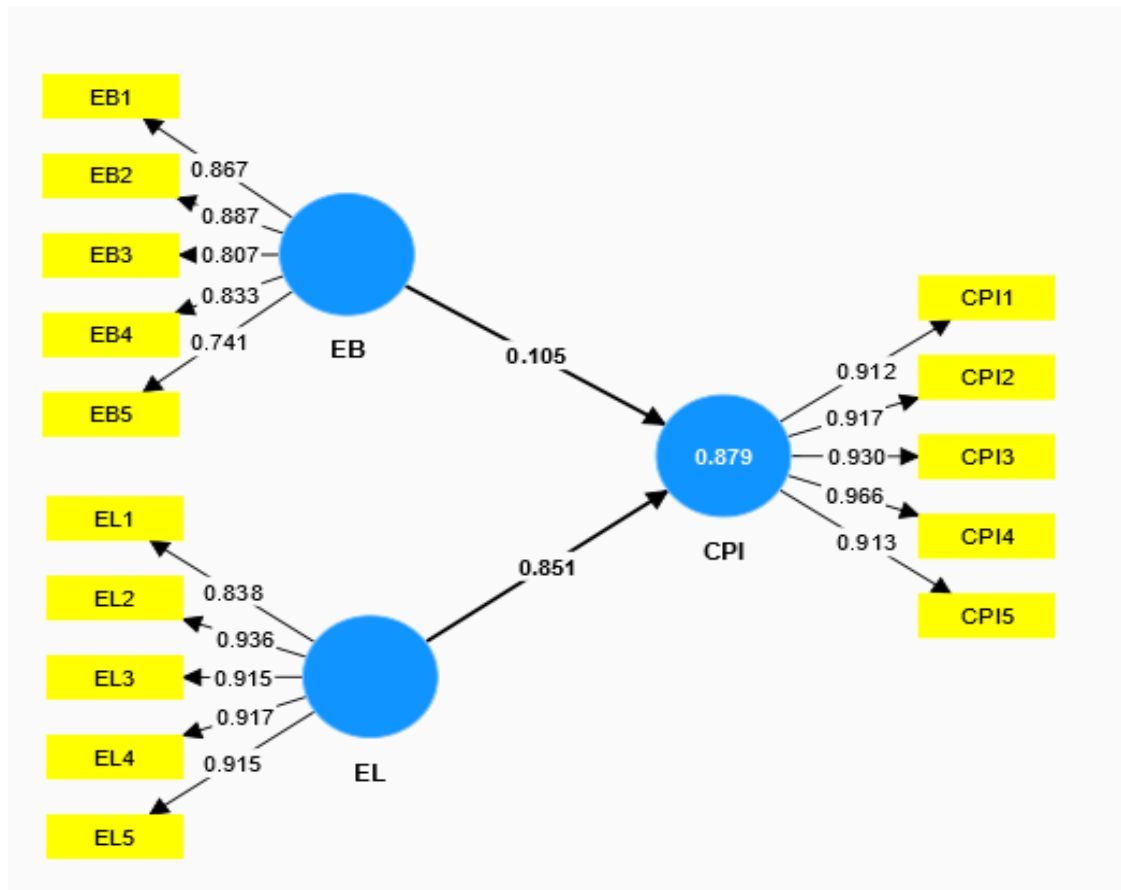 EB1
0.867
EB2
0.887
EB3
0.807
EB4
0.833
EB5
0.741
EB
0.105
EL1
0.838
EL2
0.936
EL3
0.915
EL4
0.917
EL5
0.915
EL
0.851
0.879
CPI
CPI1
0.912
CPI2
0.917
CPI3
0.930
CPI4
0.966
CPI5
0.913